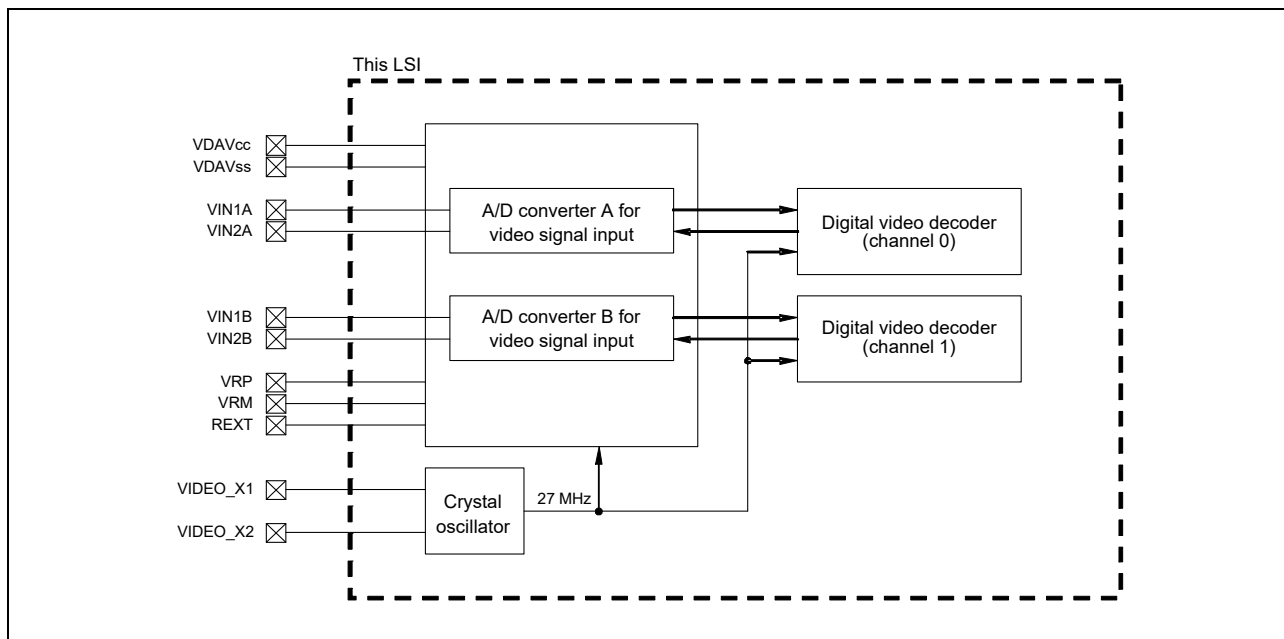 This LSI
VDAVcc
VDAVss
VIN1A
VIN2A
A/D converter A for
video signal input
Digital video decoder
(channel 0)
VIN1B
VIN2B
A/D converter B for
video signal input
Digital video decoder
(channel 1)
VRP
VRM
REXT
VIDEO_X1
VIDEO_X2
Crystal
oscillator
27 MHz